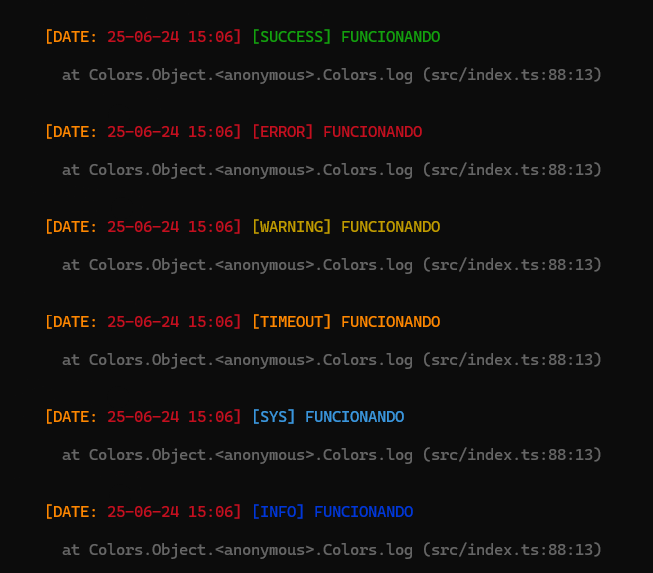 [DATE: 25-06-24 15:06] [SUCCESS] FUNCIONANDO
at Colors.Object.<anonymous>.Colors.log (src/index.ts:88:13)
[DATE: 25-06-24 15:06] [ERROR] FUNCIONANDO
at Colors.Object.<anonymous>.Colors.log (src/index.ts:88:13)
[DATE: 25-06-24 15:06] [WARNING] FUNCIONANDO
at Colors.Object.<anonymous>.Colors.log (src/index.ts:88:13)
[DATE: 25-06-24 15:06] [TIMEOUT] FUNCIONANDO
at Colors.Object.<anonymous>.Colors.log (src/index.ts:88:13)
[DATE: 25-06-24 15:06] [SYS] FUNCIONANDO
at Colors.Object.<anonymous>.Colors.log (src/index.ts:88:13)
[DATE: 25-06-24 15:06] [INFO] FUNCIONANDO
at Colors.Object.<anonymous>.Colors.log (src/index.ts:88:13)